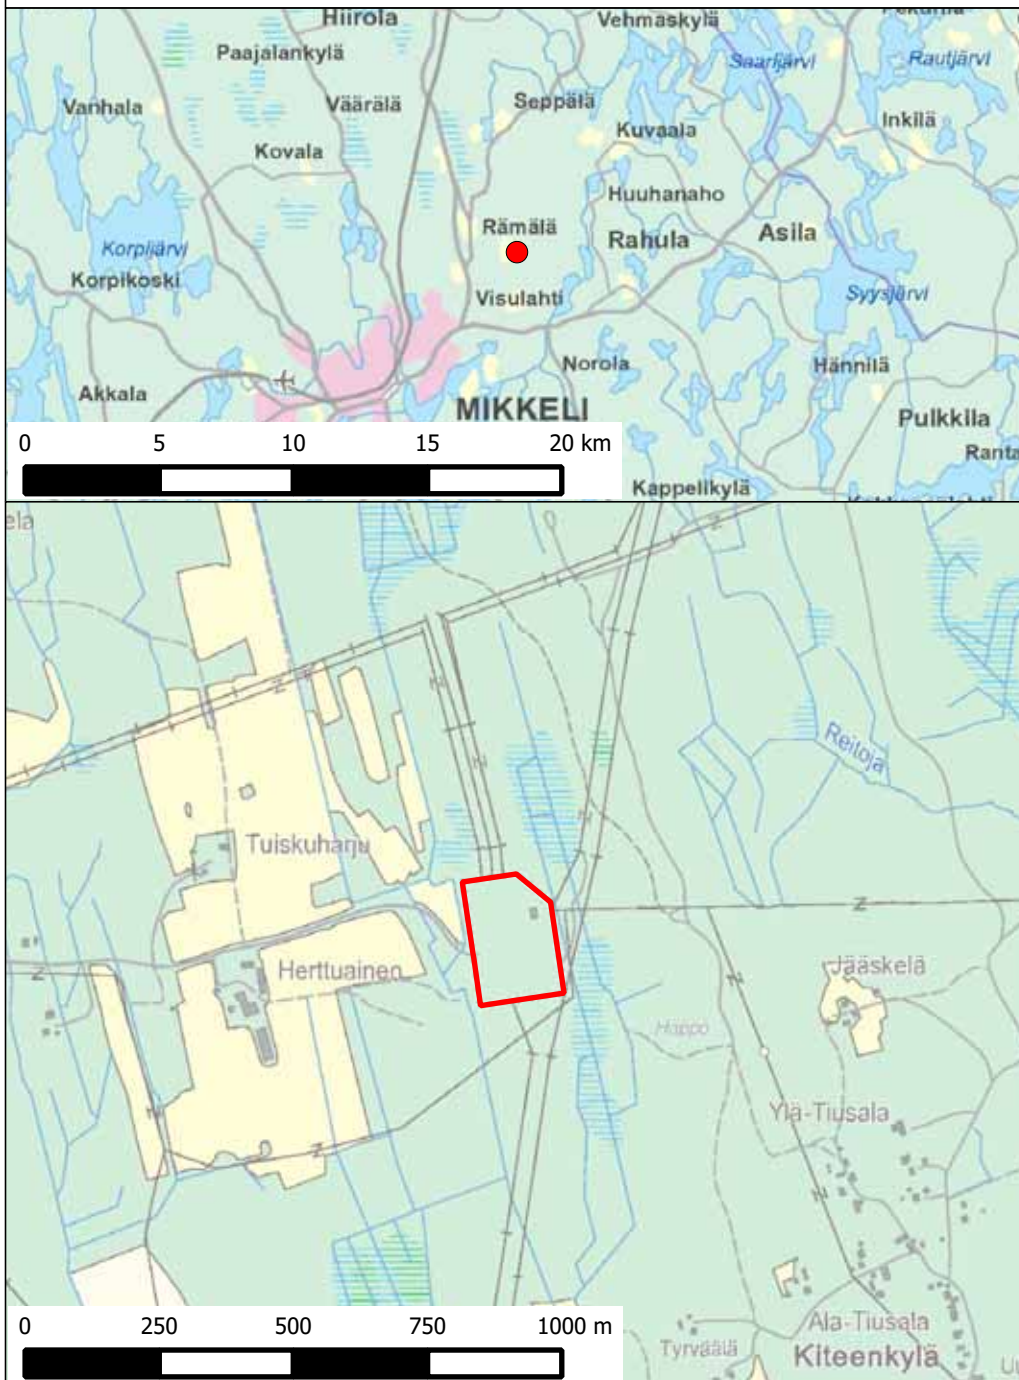 Hiirola
Vehmaskylä
Paajalankylä
Saarijärvi
Rautjärvi
Vanhala
Väärälä
Seppälä
Kuvaala
Inkilä
Kovala
Huuhanaho
Rämälä
Rahula
Asila
Korpijärvi
Korpikoski
Visulahti
Syysjärvi
Norola
Hännilä
Akkala
MIKKELI
Pulkkila
Ranta
0 5 10 15 20 km
Kappelikylä
ela
Reitoja
Tuiskuharju
Herttuainen
Jääskelä
Happo
Ylä-Tiusala
0 250 500 750 1000 m
Ala-Tiusala
Tyrväälä
Kiteenkylä